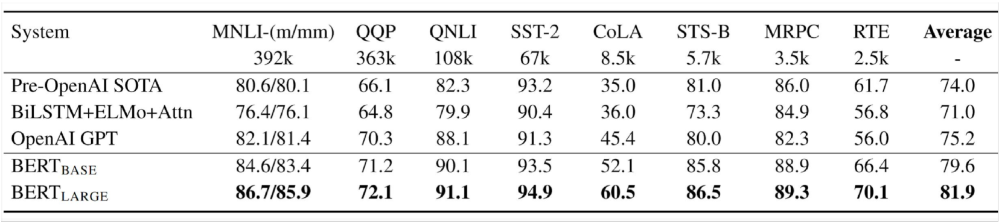 System MNLI-(m/mm) QQP QNLI SST-2 CoLA STS-B MRPC RTE Average
392k 363k 108k 67k 8.5k 5.7k 3.5k 2.5k -
Pre-OpenAI SOTA 80.6/80.1 66.1 82.3 93.2 35.0 81.0 86.0 61.7 74.0
BiLSTM+ELMo+Attn 76.4/76.1 64.8 79.9 90.4 36.0 73.3 84.9 56.8 71.0
OpenAI GPT 82.1/81.4 70.3 88.1 91.3 45.4 80.0 82.3 56.0 75.2
BERTBASE 84.6/83.4 71.2 90.1 93.5 52.1 85.8 88.9 66.4 79.6
BERTLARGE 86.7/85.9 72.1 91.1 94.9 60.5 86.5 89.3 70.1 81.9